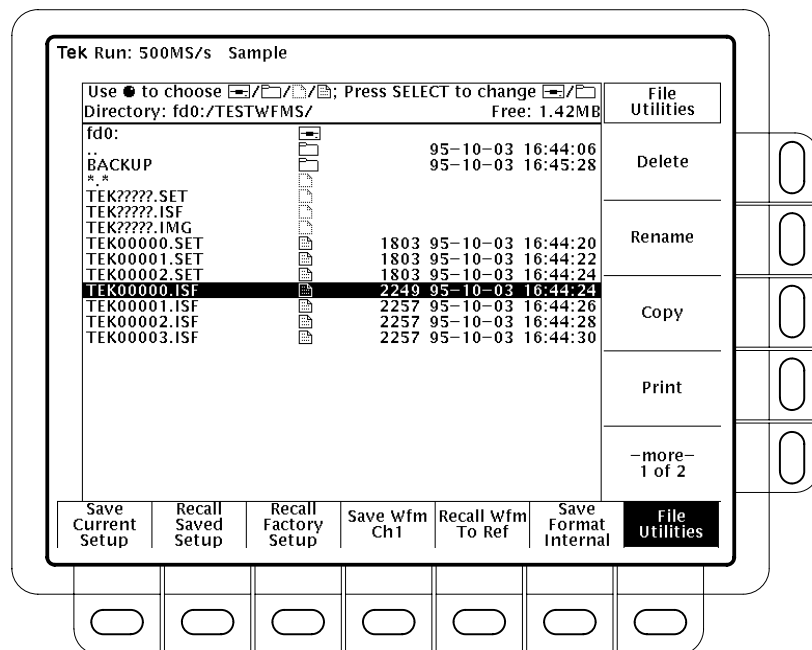 Tek Run: 500MS/s Sample
Use to choose / / / ; Press SELECT to change /
Directory: fd0:/TESTWFMS/ Free: 1.42MB
fd0:
.. 95-10-03 16:44:06
BACKUP 95-10-03 16:45:28
*.*
TEK?????.SET
TEK?????.ISF
TEK?????.IMG
TEK00000.SET 1803 95-10-03 16:44:20
TEK00001.SET 1803 95-10-03 16:44:22
TEK00002.SET 1803 95-10-03 16:44:24
TEK00000.ISF 2249 95-10-03 16:44:24
TEK00001.ISF 2257 95-10-03 16:44:26
TEK00002.ISF 2257 95-10-03 16:44:28
TEK00003.ISF 2257 95-10-03 16:44:30
File
Utilities
Delete
Rename
Copy
Print
-more-
1 of 2
Save
Current
Setup
Recall
Saved
Setup
Recall
Factory
Setup
Save Wfm
Ch1
Recall Wfm
To Ref
Save
Format
Internal
File
Utilities